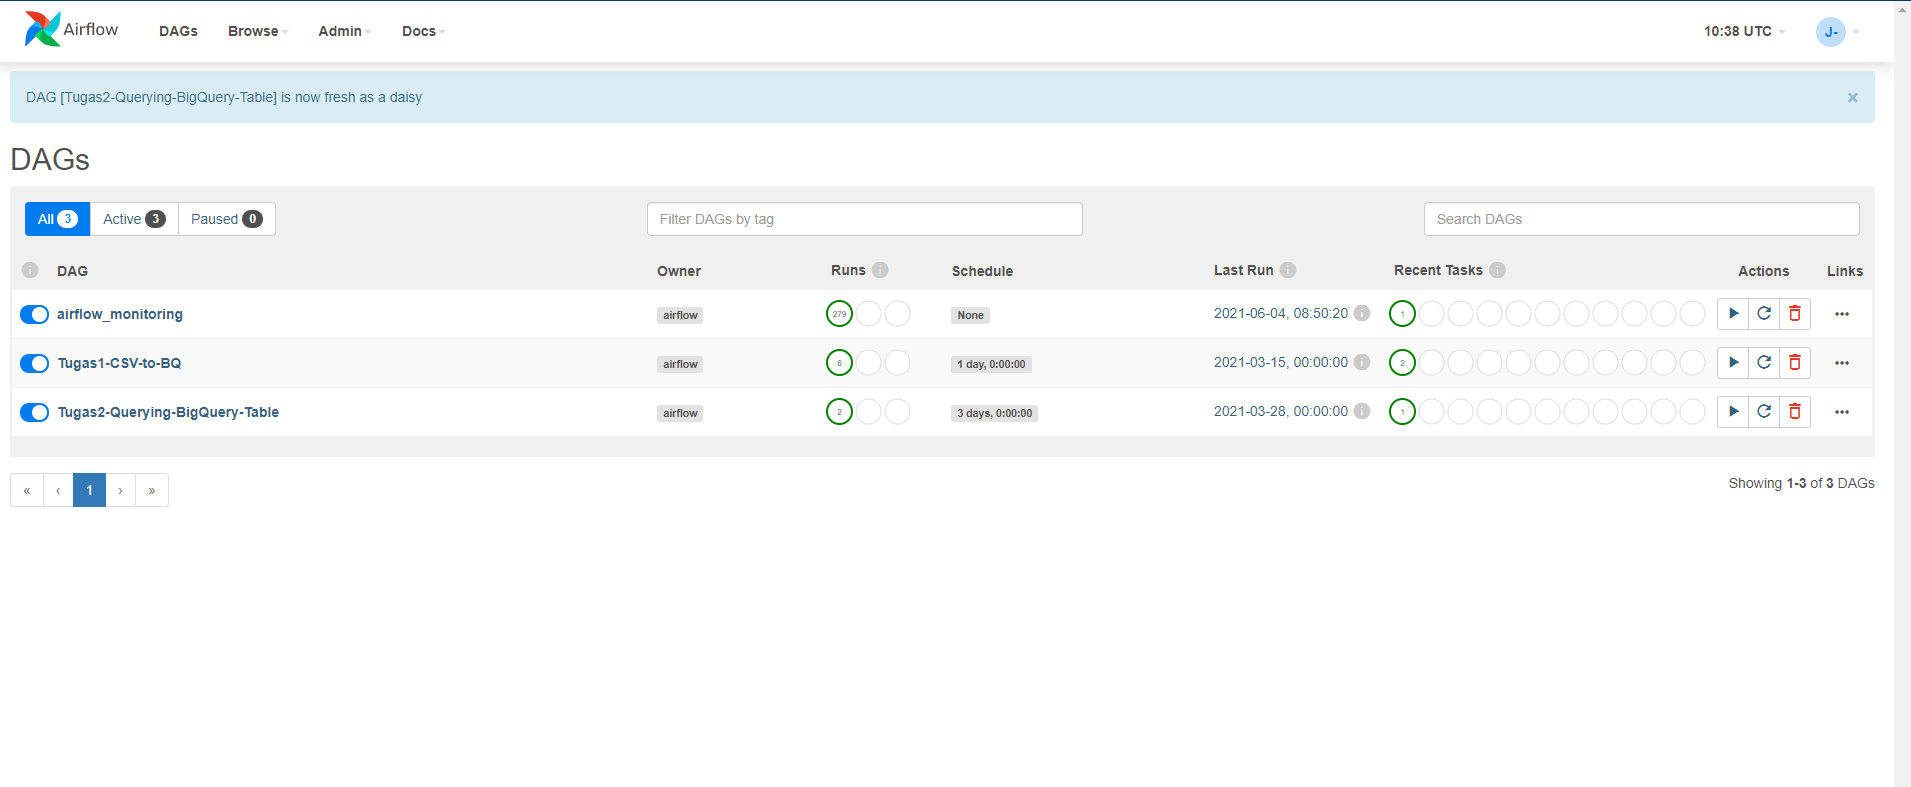 Airflow DAGs Browse Admin Docs 10:38 UTC J-
DAG [Tugas2-Querying-BigQuery-Table] is now fresh as a daisy ×
DAGs
All 3 Active 3 Paused 0 Filter DAGs by tag Search DAGs
i DAG Owner Runs i Schedule Last Run i Recent Tasks i Actions Links
airflow_monitoring airflow 279 None 2021-06-04, 08:50:20 i 1
Tugas1-CSV-to-BQ airflow 6 1 day, 0:00:00 2021-03-15, 00:00:00 i 2
Tugas2-Querying-BigQuery-Table airflow 2 3 days, 0:00:00 2021-03-28, 00:00:00 i 1
« ‹ 1 › » Showing 1-3 of 3 DAGs